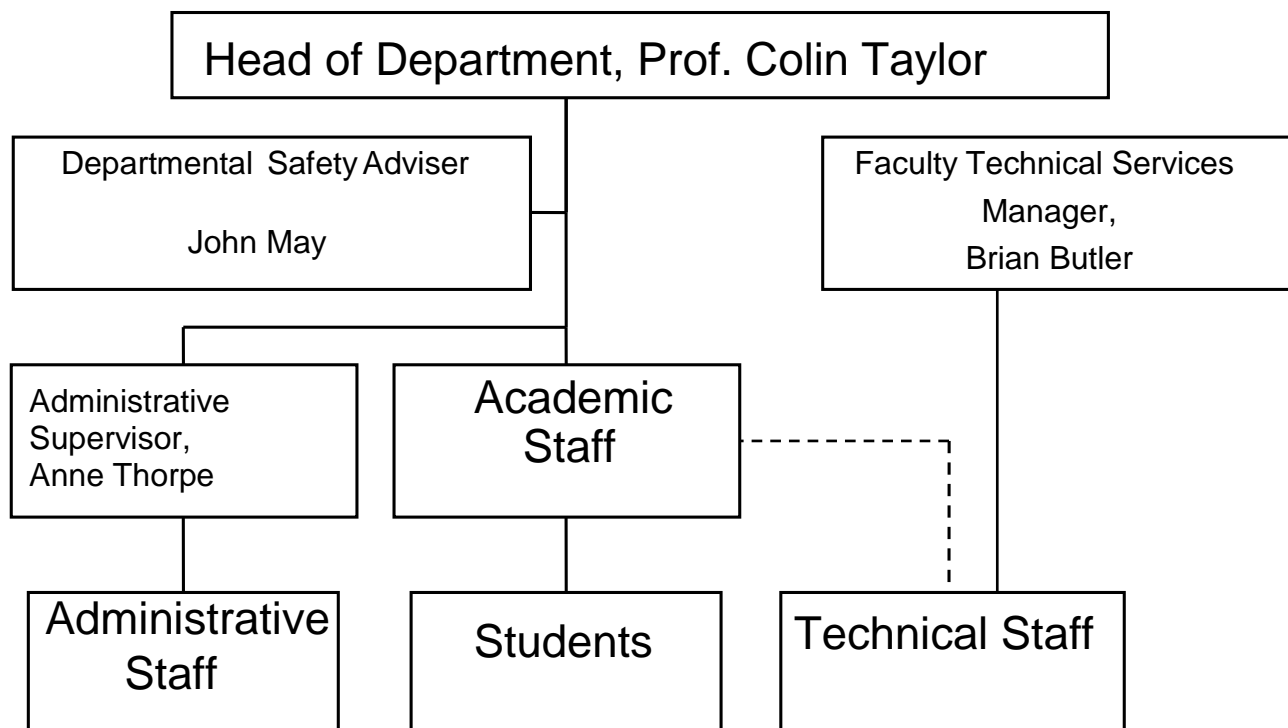 Head of Department, Prof. Colin Taylor
Departmental Safety Adviser
John May
Faculty Technical Services
Manager,
Brian Butler
Administrative
Supervisor,
Anne Thorpe
Academic
Staff
Administrative
Staff
Students
Technical Staff